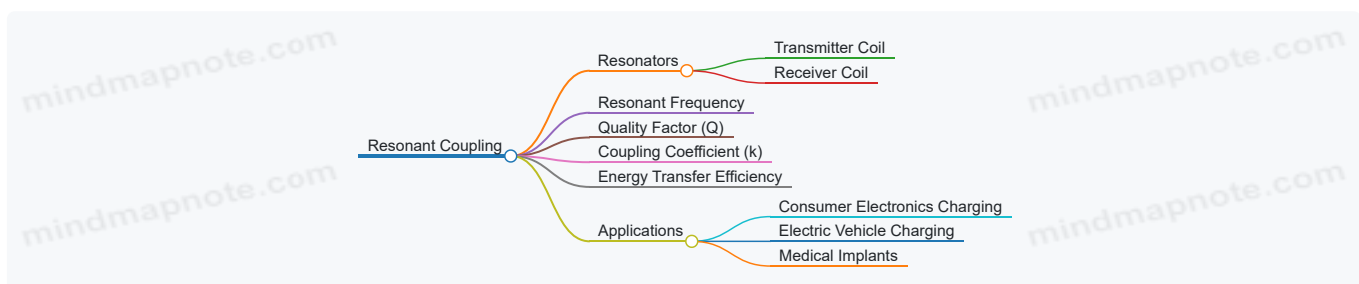 mindmapnote.com
mindmapnote.com
Transmitter Coil
Resonators
Receiver Coil
Resonant Frequency
Quality Factor (Q)
Resonant Coupling
Coupling Coefficient (k)
Energy Transfer Efficiency
mindmapnote.com
mindmapnote.com
Consumer Electronics Charging
Applications
Electric Vehicle Charging
Medical Implants